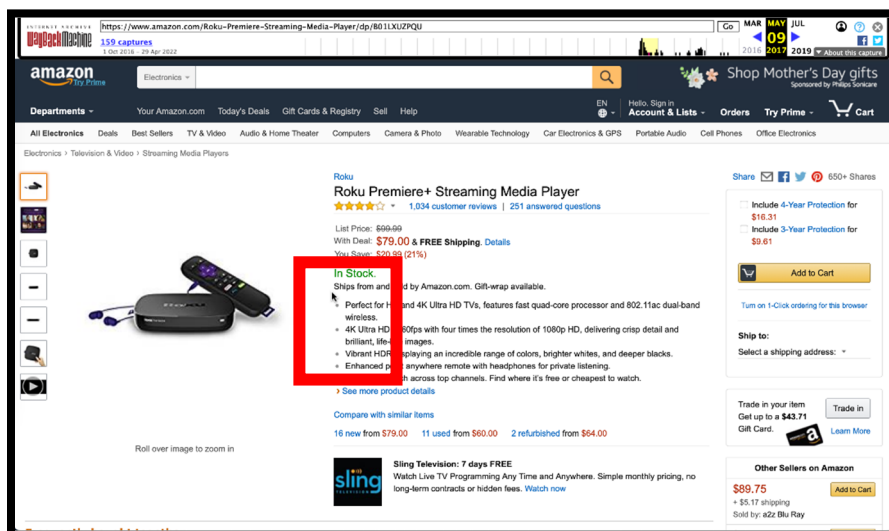 INTERNET ARCHIVE
WayBackMachine
https://www.amazon.com/Roku-Premiere-Streaming-Media-Player/dp/B01LXUZPQU
Go MAR MAY JUL
159 captures
09
1 Oct 2016 - 29 Apr 2022
2016 2017 2019 About this capture
amazon
Try Prime
Electronics
Shop Mother's Day gifts
Sponsored by Philips Sonicare
Departments
Your Amazon.com Today's Deals Gift Cards & Registry Sell Help
EN
Hello. Sign in
Account & Lists Orders Try Prime Cart
All Electronics Deals Best Sellers TV & Video Audio & Home Theater Computers Camera & Photo Wearable Technology Car Electronics & GPS Portable Audio Cell Phones Office Electronics
Electronics › Television & Video › Streaming Media Players
Roku
Roku Premiere+ Streaming Media Player
1,034 customer reviews | 251 answered questions
List Price: $99.99
With Deal: $79.00 & FREE Shipping. Details
You Save: $20.99 (21%)
In Stock.
Ships from and by Amazon.com. Gift-wrap available.
Perfect for and 4K Ultra HD TVs, features fast quad-core processor and 802.11ac dual-band
wireless.
4K Ultra HD 60fps with four times the resolution of 1080p HD, delivering crisp detail and
brilliant, images.
Vibrant HDR displaying an incredible range of colors, brighter whites, and deeper blacks.
Enhanced anywhere remote with headphones for private listening.
across top channels. Find where it's free or cheapest to watch.
› See more product details
Compare with similar items
16 new from $79.00 11 used from $60.00 2 refurbished from $64.00
Roll over image to zoom in
sling
TELEVISION
Sling Television: 7 days FREE
Watch Live TV Programming Any Time and Anywhere. Simple monthly pricing, no
long-term contracts or hidden fees. Watch now
Share 650+ Shares
Include 4-Year Protection for
$16.31
Include 3-Year Protection for
$9.61
Add to Cart
Turn on 1-Click ordering for this browser
Ship to:
Select a shipping address:
Trade in your item
Get up to a $43.71
Gift Card.
Trade in
Learn More
Other Sellers on Amazon
$89.75
+ $5.17 shipping
Sold by: a2z Blu Ray
Add to Cart